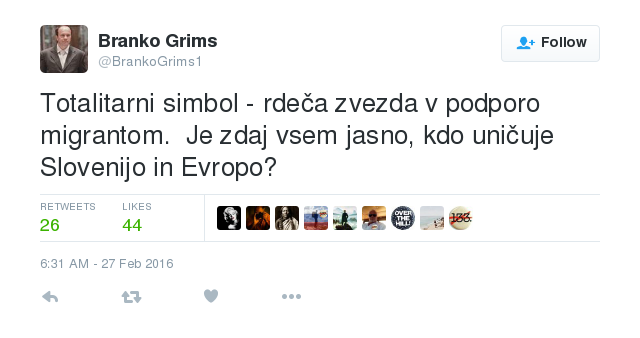 Branko Grims
@BrankoGrims1
Follow
Totalitarni simbol - rdeča zvezda v podporo
migrantom.  Je zdaj vsem jasno, kdo uničuje
Slovenijo in Evropo?
RETWEETS LIKES
26 44
OVER
THE
HILL!
6:31 AM - 27 Feb 2016